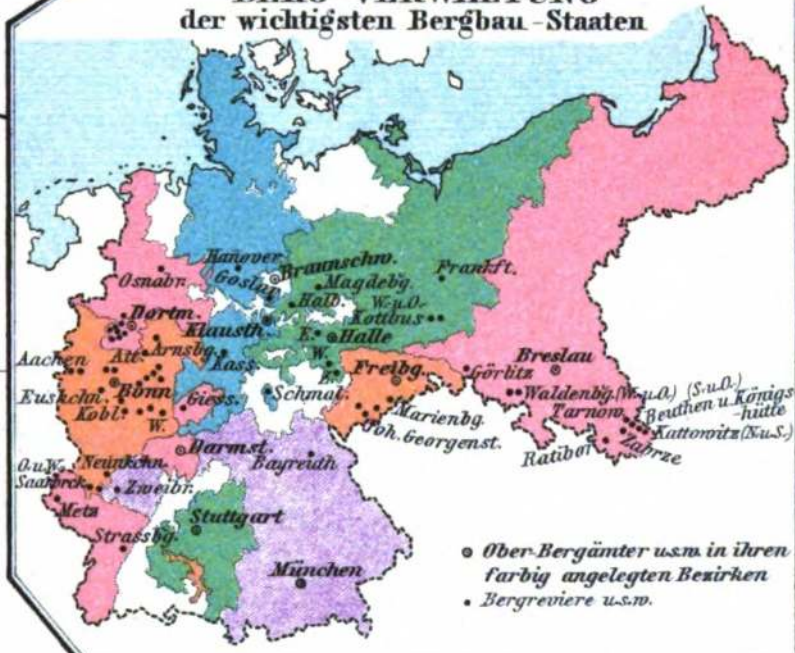 der wichtigsten Bergbau-Staaten
Hanover
Goslar
Braunschw.
Magdebg.
Frankft.
Osnabr.
Halb.
W.-u.O.-
Kottbus
Dortm.
Klausth.
E.
Halle
Aachen
Att.
Arnsbg.
Kass.
W.
Z.
Freibg.
Görlitz
Breslau
Euskchn.
Bonn
Giess.
Schmal.
Waldenbg.(W.u.O.)
(S.u.O.)
Kobl.
W.
Marienbg.
Tarnow.
Beuthen u. Königs
-hütte
Joh. Georgenst.
Kattowitz (N.u.S.)
Ratibor
Zabrze
Darmst.
O.u.W.
Neunkchn.
Bayreuth
Saarbrck.
Zweibr.
Metz
Stuttgart
Strassbg.
München
Ober-Bergämter u.s.w. in ihren
farbig angelegten Bezirken
Bergreviere u.s.w.